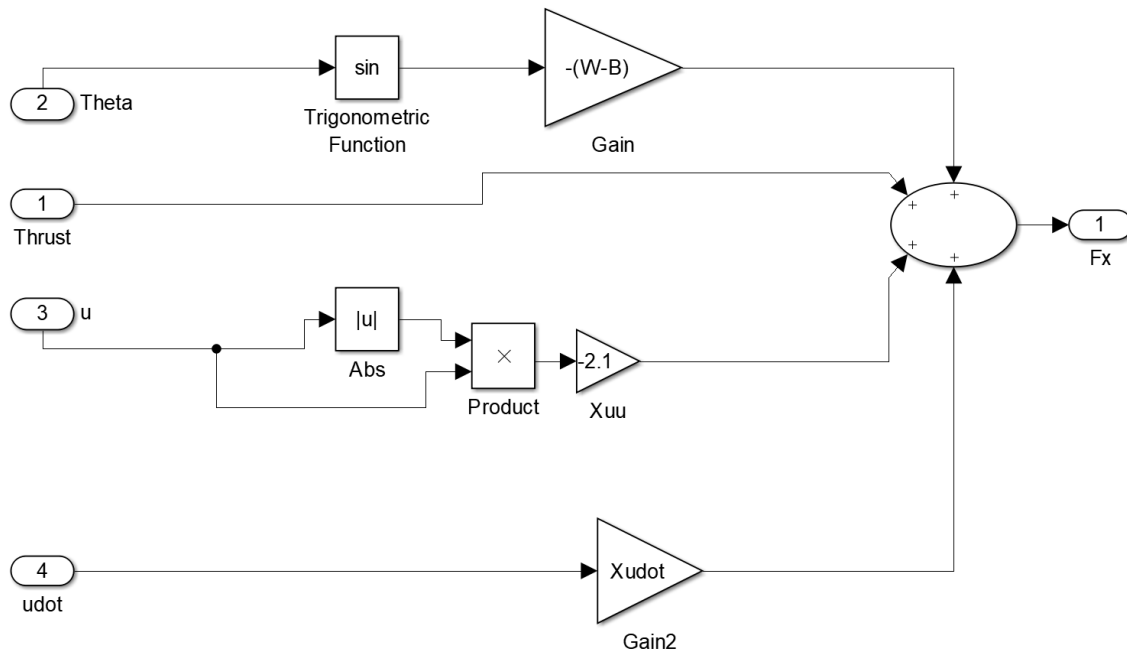 sin
-(W-B)
2
Theta
Trigonometric
Function
Gain
1
Thrust
+
+
+
+
1
Fx
3
u
|u|
Abs
×
Product
-2.1
Xuu
4
udot
Xudot
Gain2